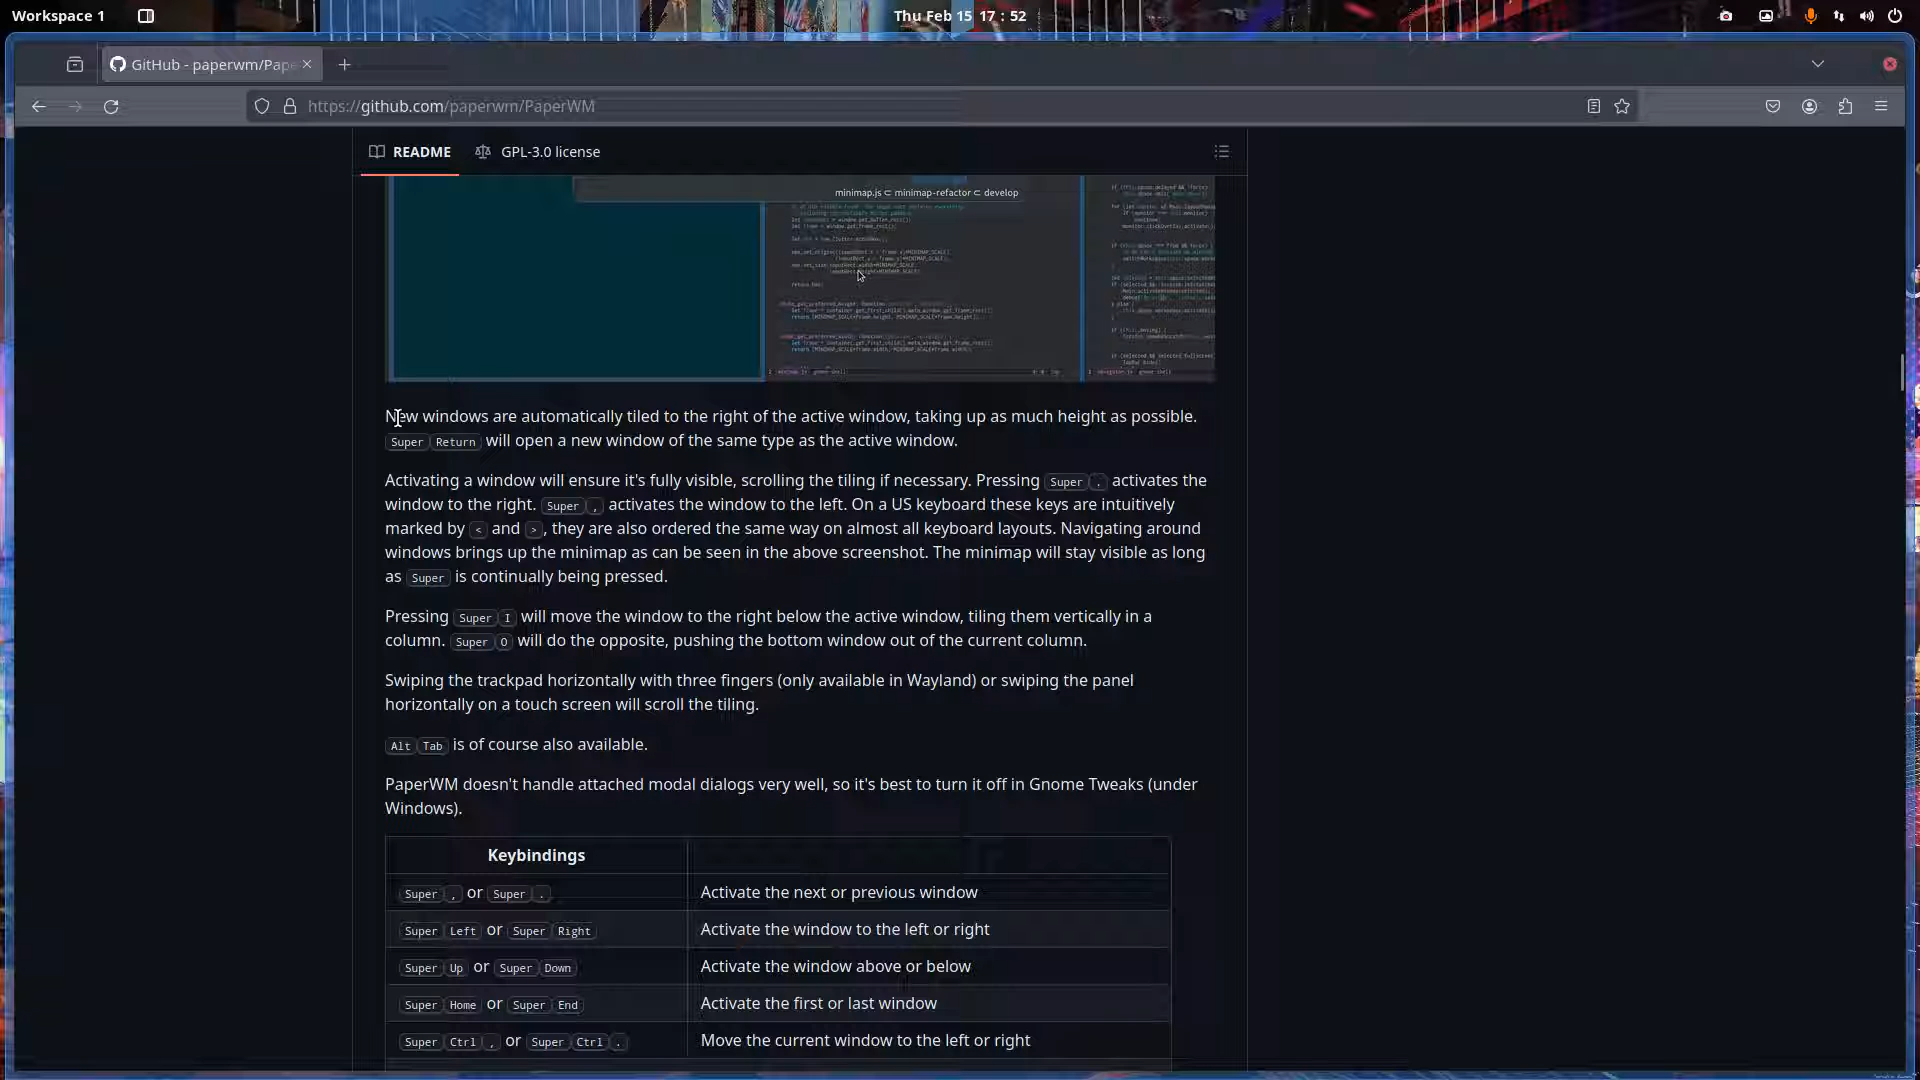 Workspace 1
Thu Feb 15 17 : 52
GitHub - paperwm/Pape
https://github.com/paperwm/PaperWM
README
GPL-3.0 license
minimap.js ⊂ minimap-refactor ⊂ develop
New windows are automatically tiled to the right of the active window, taking up as much height as possible.
Super Return will open a new window of the same type as the active window.
Activating a window will ensure it's fully visible, scrolling the tiling if necessary. Pressing Super . activates the
window to the right. Super , activates the window to the left. On a US keyboard these keys are intuitively
marked by < and >, they are also ordered the same way on almost all keyboard layouts. Navigating around
windows brings up the minimap as can be seen in the above screenshot. The minimap will stay visible as long
as Super is continually being pressed.
Pressing Super I will move the window to the right below the active window, tiling them vertically in a
column. Super O will do the opposite, pushing the bottom window out of the current column.
Swiping the trackpad horizontally with three fingers (only available in Wayland) or swiping the panel
horizontally on a touch screen will scroll the tiling.
Alt Tab is of course also available.
PaperWM doesn't handle attached modal dialogs very well, so it's best to turn it off in Gnome Tweaks (under
Windows).
Keybindings
Super , or Super . Activate the next or previous window
Super Left or Super Right Activate the window to the left or right
Super Up or Super Down Activate the window above or below
Super Home or Super End Activate the first or last window
Super Ctrl , or Super Ctrl . Move the current window to the left or right